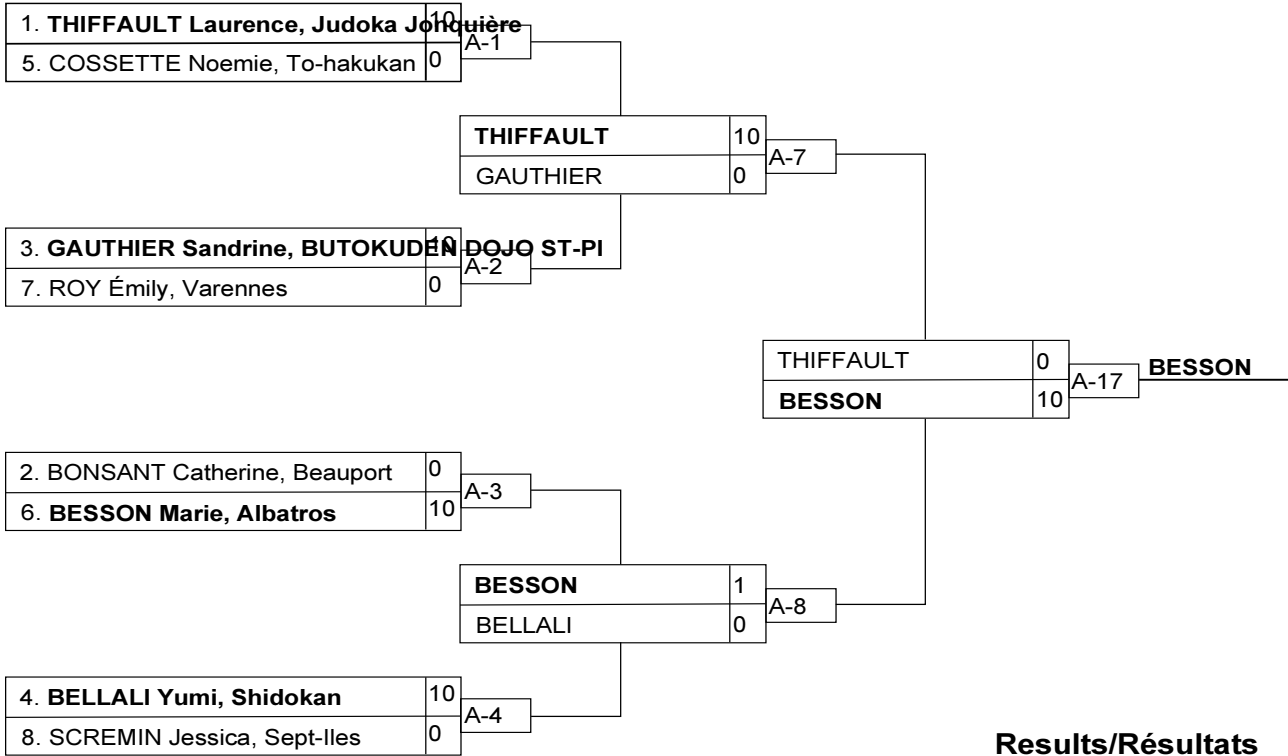 1. THIFFAULT Laurence, Judoka Jonquière 10
A-1
5. COSSETTE Noemie, To-hakukan 0
THIFFAULT 10
A-7
GAUTHIER 0
3. GAUTHIER Sandrine, BUTOKUDEN DOJO ST-PI 10
A-2
7. ROY Émily, Varennes 0
THIFFAULT 0
A-17 BESSON
BESSON 10
2. BONSANT Catherine, Beauport 0
A-3
6. BESSON Marie, Albatros 10
BESSON 1
A-8
BELLALI 0
4. BELLALI Yumi, Shidokan 10
A-4
8. SCREMIN Jessica, Sept-Iles 0
Results/Résultats